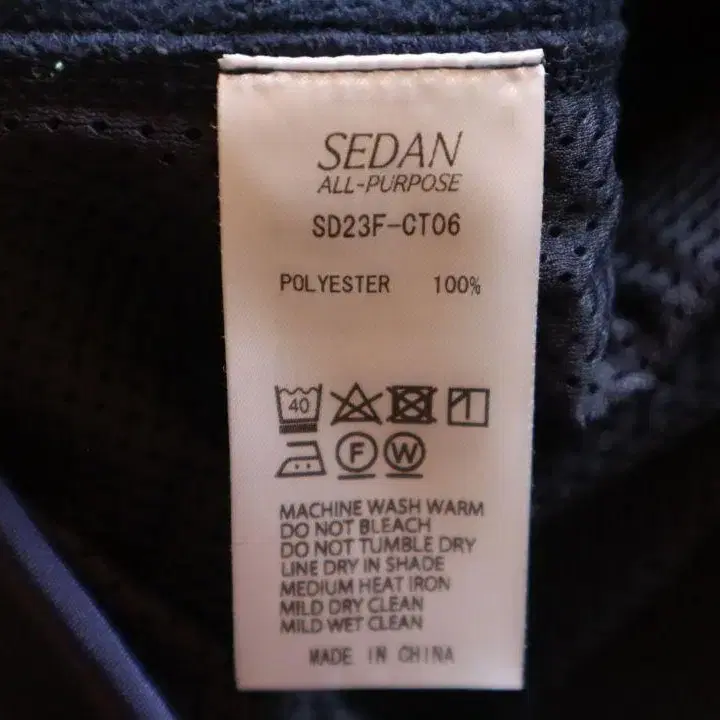 SEDAN
ALL-PURPOSE
SD23F-CT06
POLYESTER 100%
40
F W
MACHINE WASH WARM
DO NOT BLEACH
DO NOT TUMBLE DRY
LINE DRY IN SHADE
MEDIUM HEAT IRON
MILD DRY CLEAN
MILD WET CLEAN
MADE IN CHINA